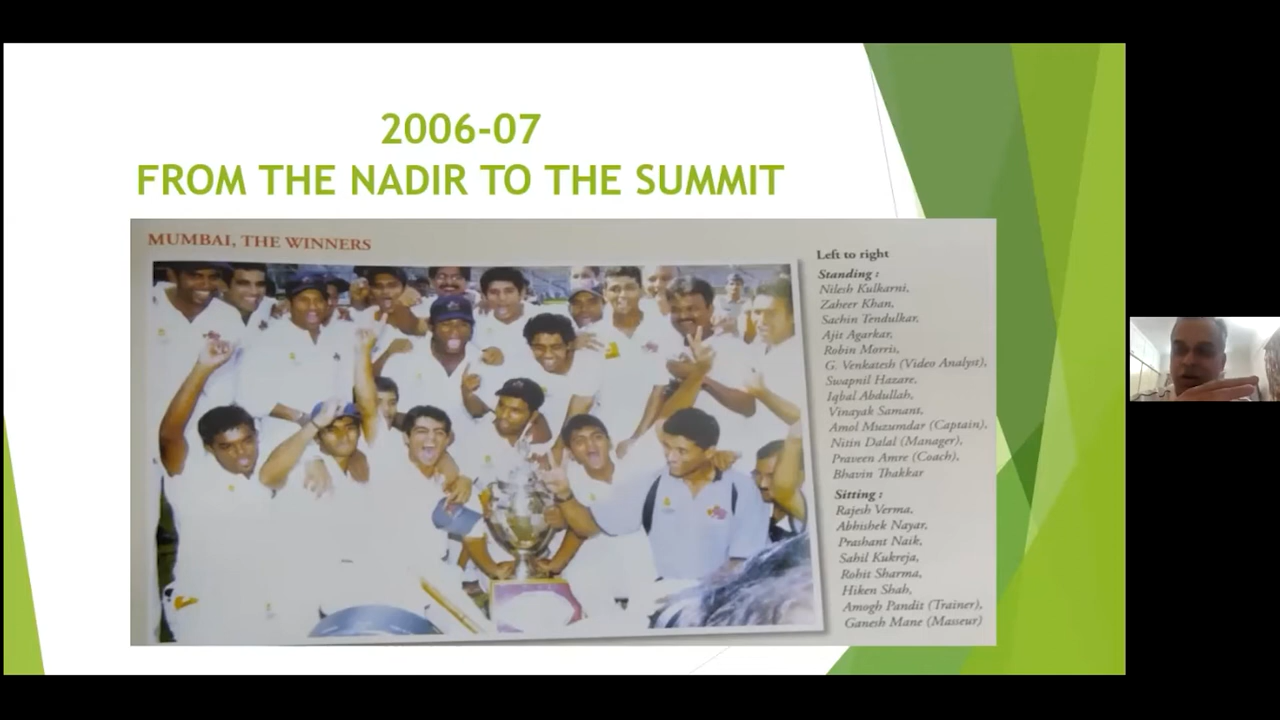 2006-07
FROM THE NADIR TO THE SUMMIT
MUMBAI, THE WINNERS
Left to right
Standing :
Nilesh Kulkarni,
Zaheer Khan,
Sachin Tendulkar,
Ajit Agarkar,
Robin Morris,
G. Venkatesh (Video Analyst),
Swapnil Hazare,
Iqbal Abdullah,
Vinayak Samant,
Amol Muzumdar (Captain),
Nitin Dalal (Manager),
Praveen Amre (Coach),
Bhavin Thakkar
Sitting :
Rajesh Verma,
Abhishek Nayar,
Prashant Naik,
Sahil Kukreja,
Rohit Sharma,
Hiken Shah,
Amogh Pandit (Trainer),
Ganesh Mane (Masseur)